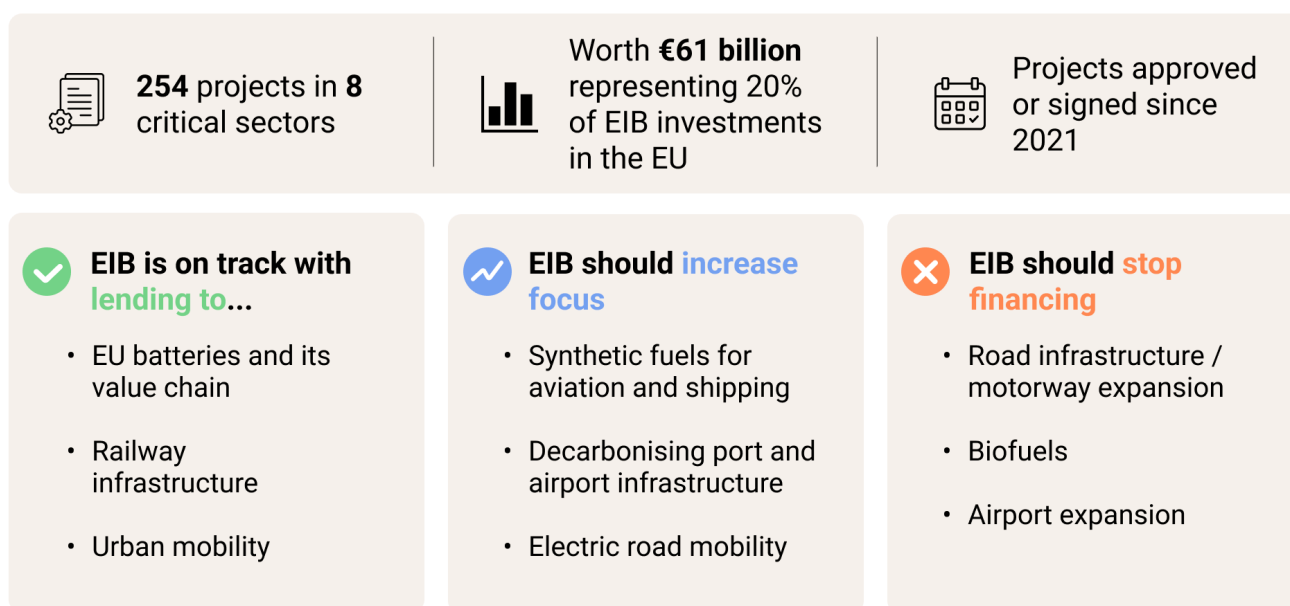 254 projects in 8
critical sectors
Worth €61 billion
representing 20%
of EIB investments
in the EU
Projects approved
or signed since
2021
EIB is on track with
lending to...
• EU batteries and its
value chain
• Railway
infrastructure
• Urban mobility
EIB should increase
focus
• Synthetic fuels for
aviation and shipping
• Decarbonising port and
airport infrastructure
• Electric road mobility
EIB should stop
financing
• Road infrastructure /
motorway expansion
• Biofuels
• Airport expansion